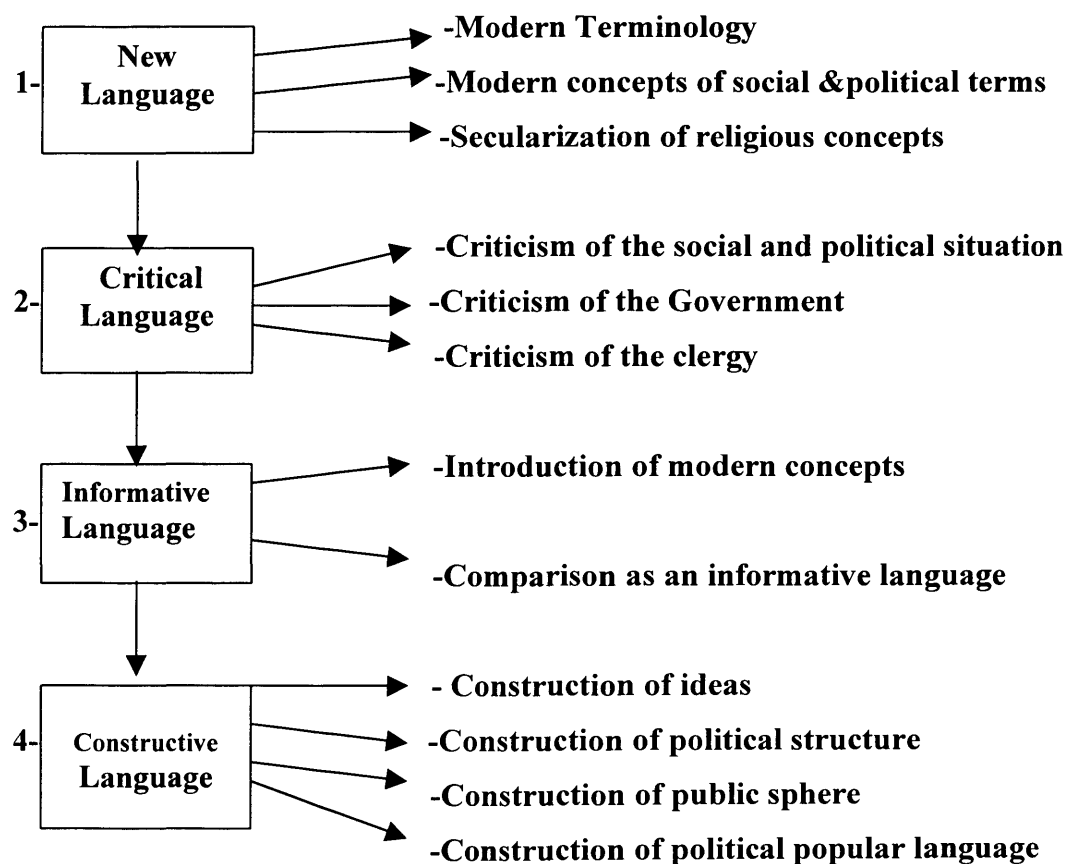 1-
New
Language
-Modern Terminology
-Modern concepts of social &political terms
-Secularization of religious concepts
2-
Critical
Language
-Criticism of the social and political situation
-Criticism of the Government
-Criticism of the clergy
3-
Informative
Language
-Introduction of modern concepts
-Comparison as an informative language
4-
Constructive
Language
- Construction of ideas
-Construction of political structure
-Construction of public sphere
-Construction of political popular language